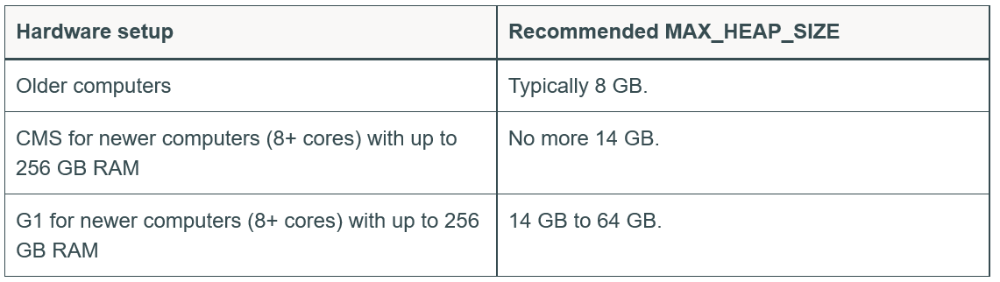 Hardware setup
Recommended MAX_HEAP_SIZE
Older computers
Typically 8 GB.
CMS for newer computers (8+ cores) with up to
256 GB RAM
No more 14 GB.
G1 for newer computers (8+ cores) with up to 256
GB RAM
14 GB to 64 GB.